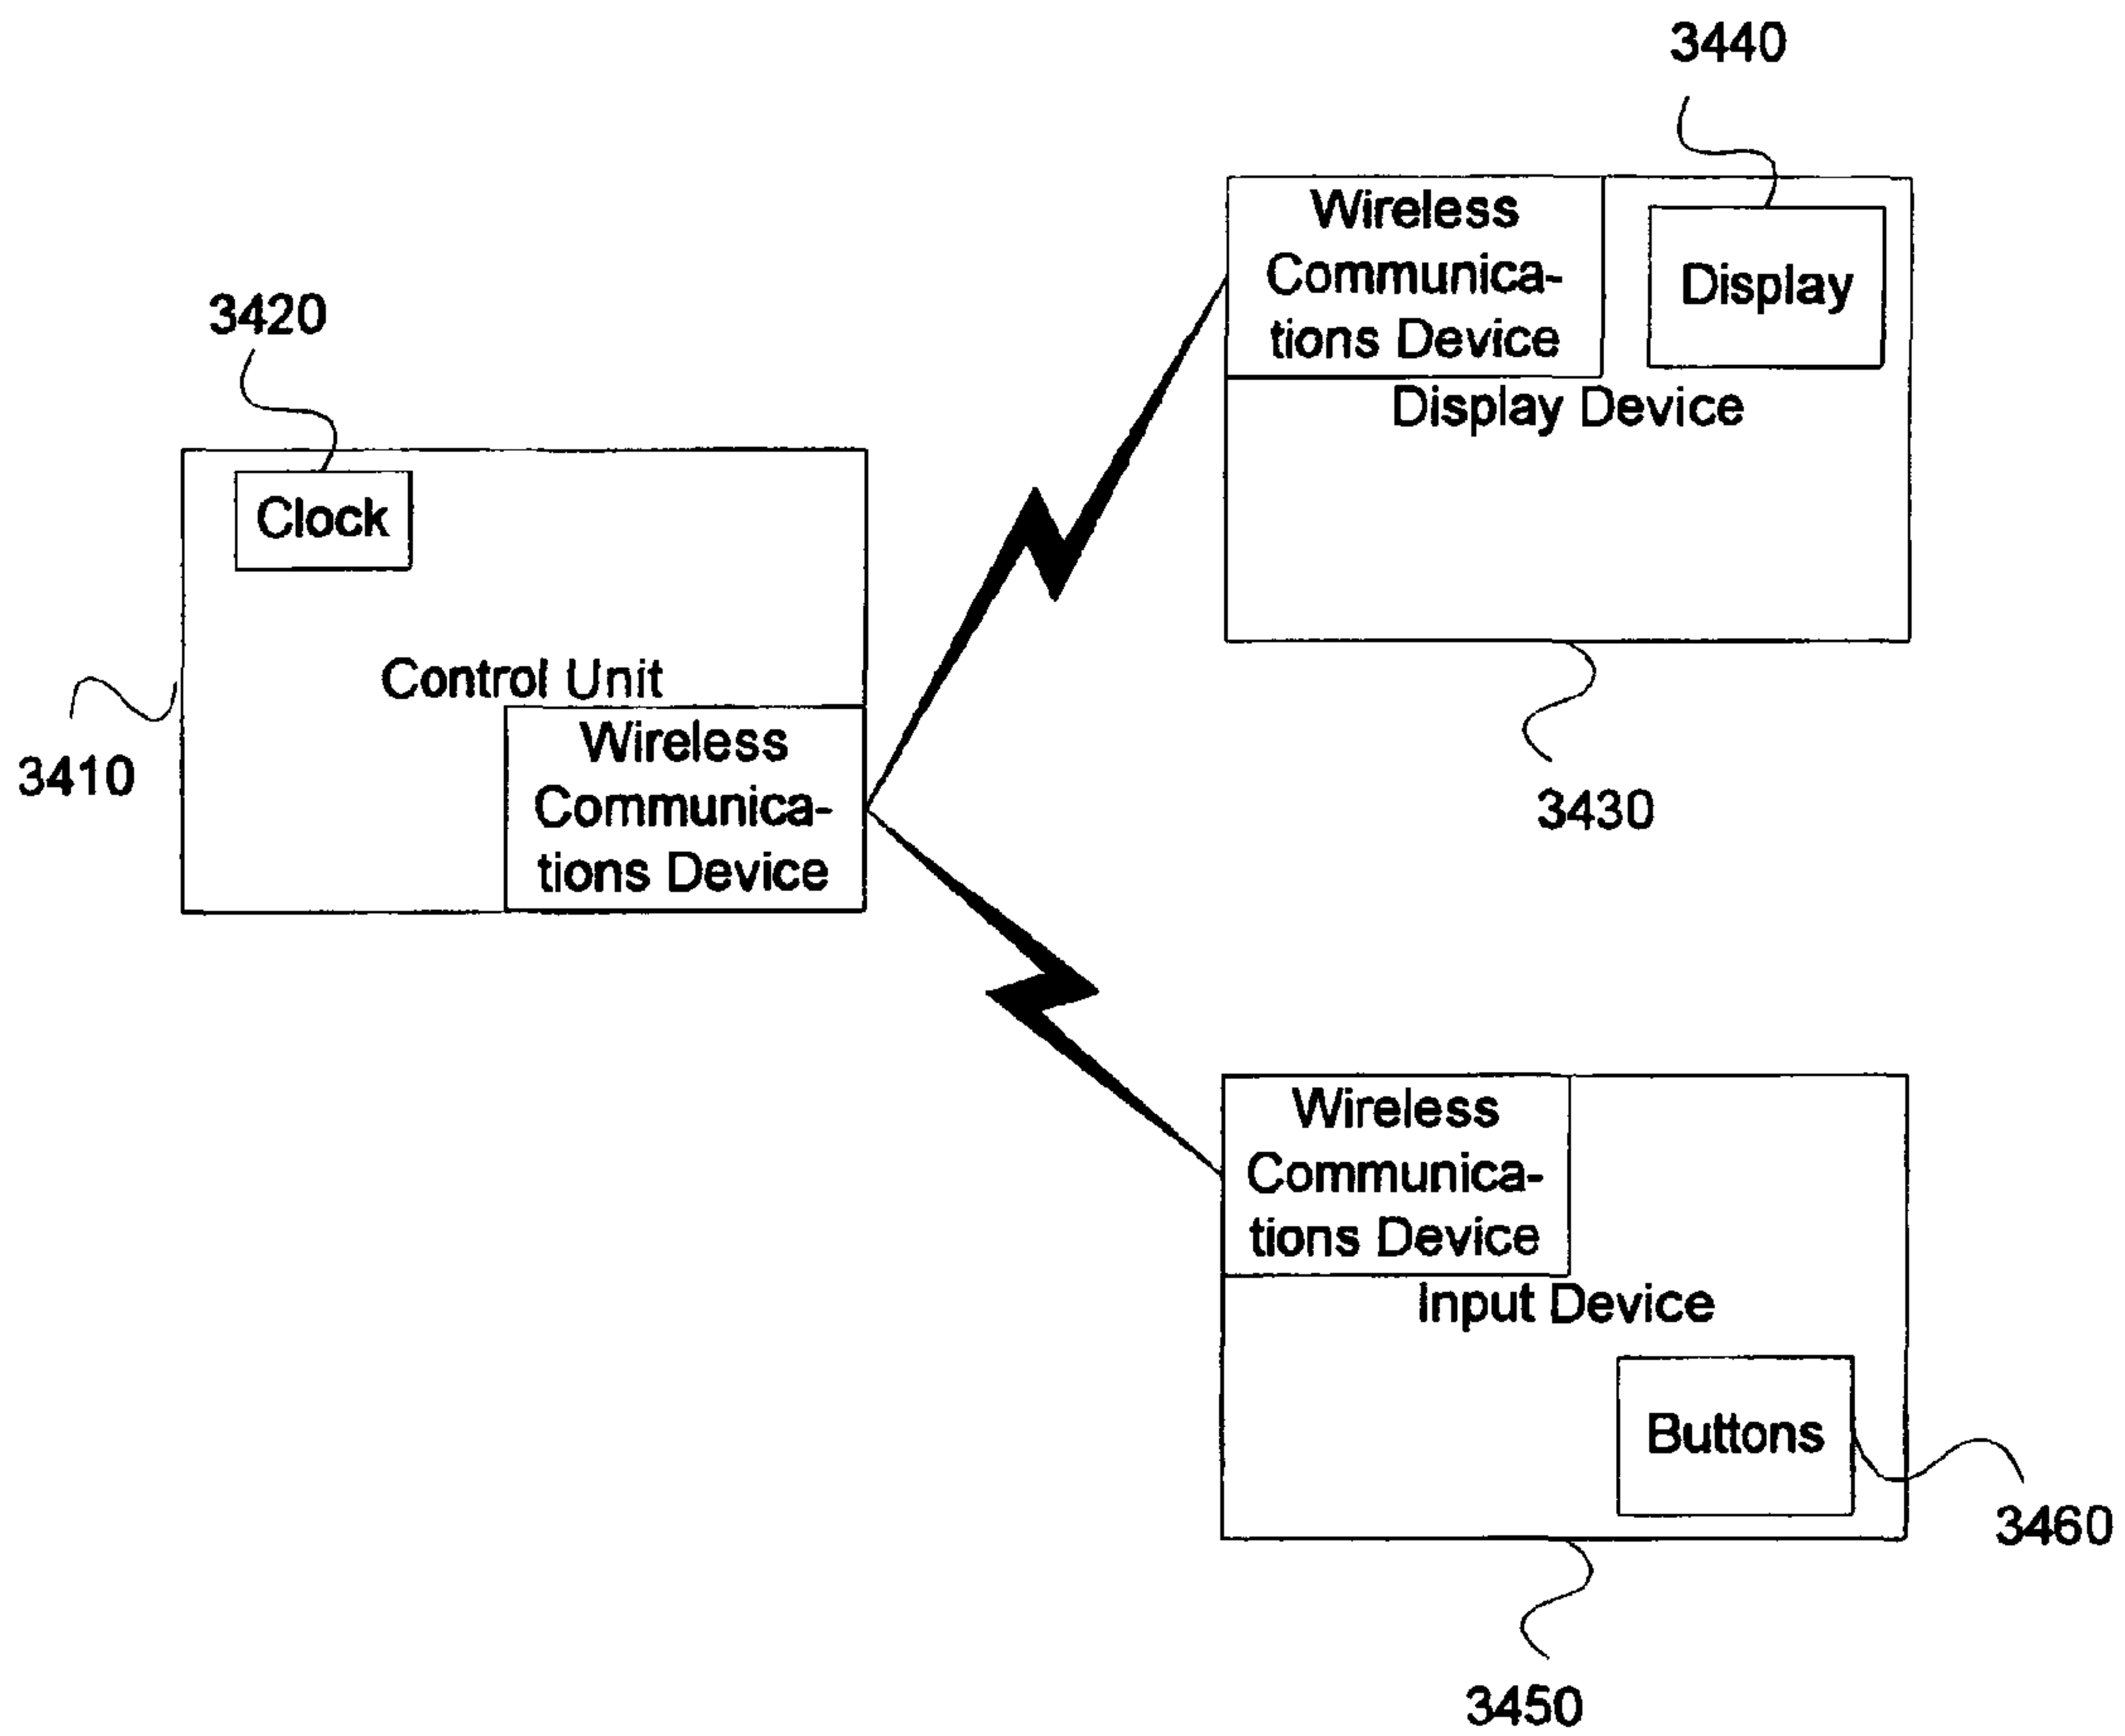 3440
Wireless
Communica-
tions Device
Display
Display Device
3430
3420
Clock
Control Unit
Wireless
Communica-
tions Device
3410
Wireless
Communica-
tions Device
Input Device
Buttons
3460
3450